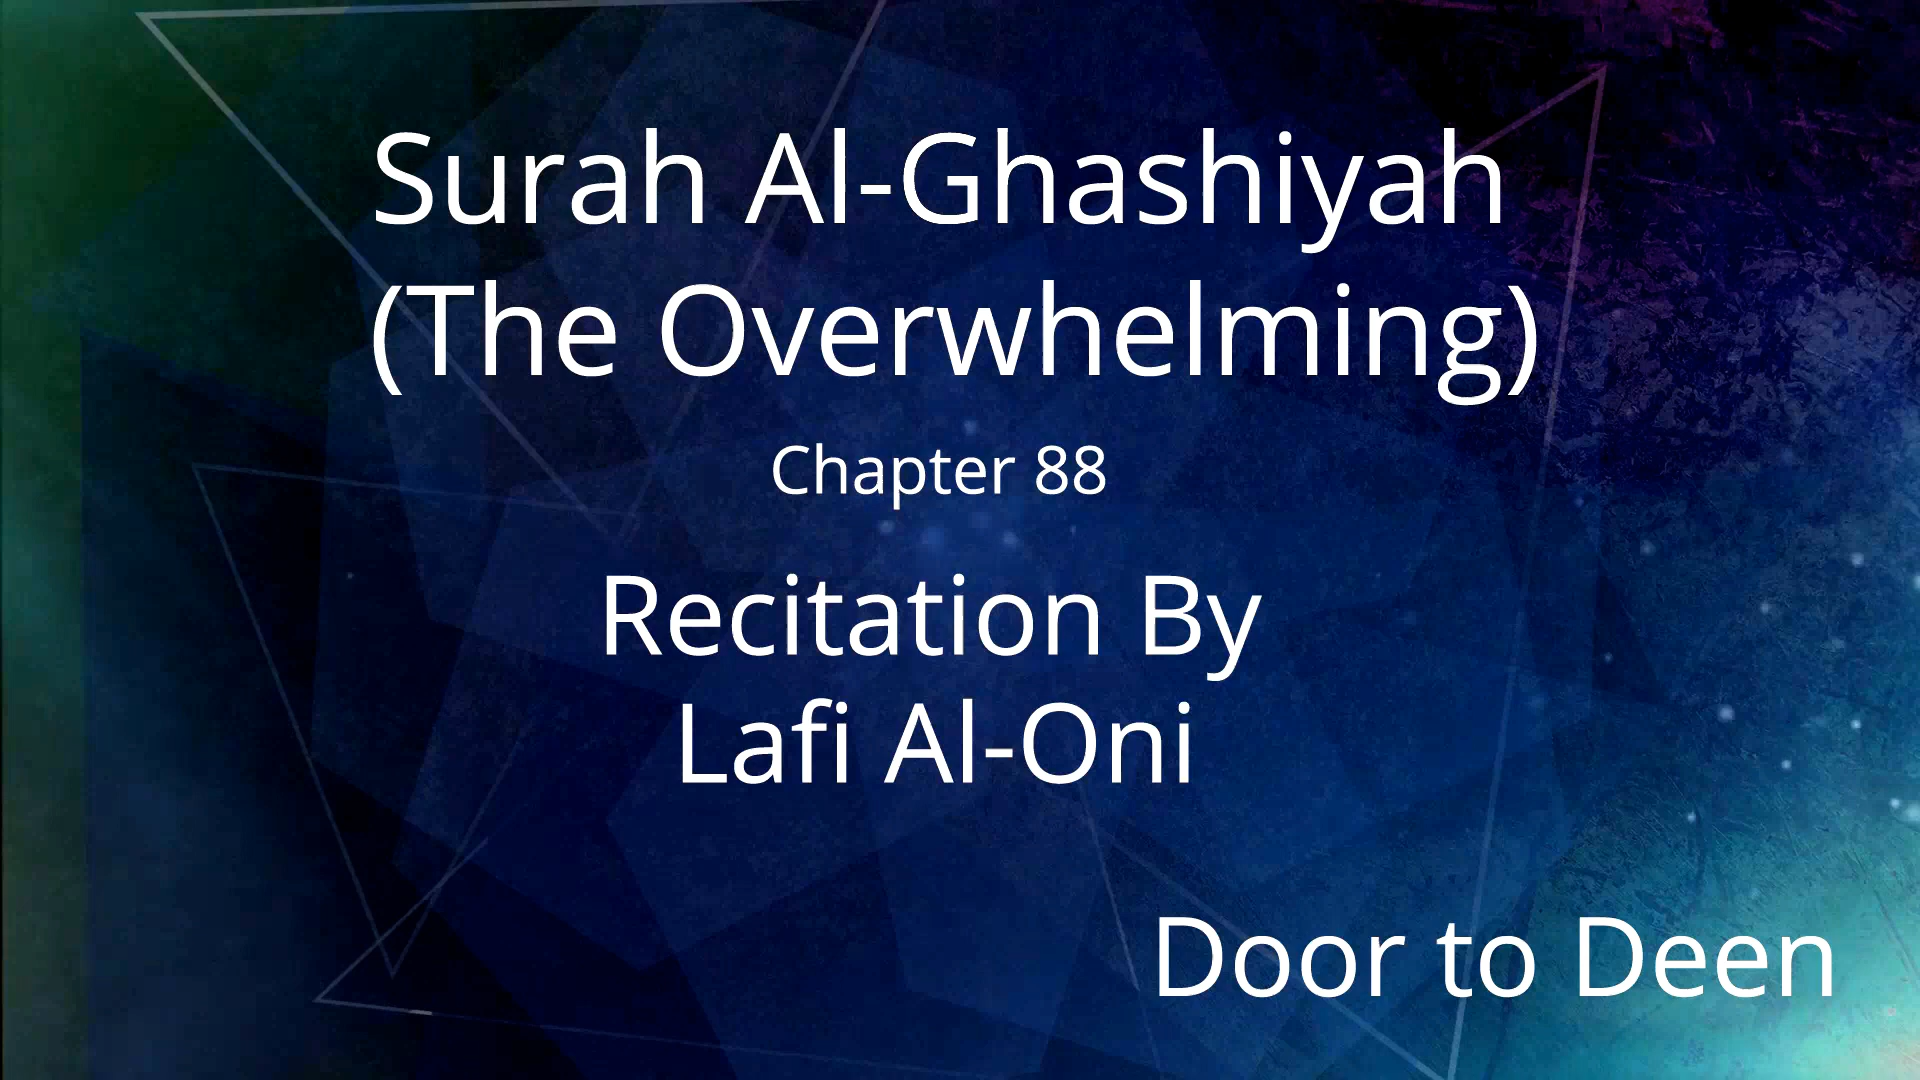 Surah Al-Ghashiyah
(The Overwhelming)
Chapter 88
Recitation By
Lafi Al-Oni
Door to Deen